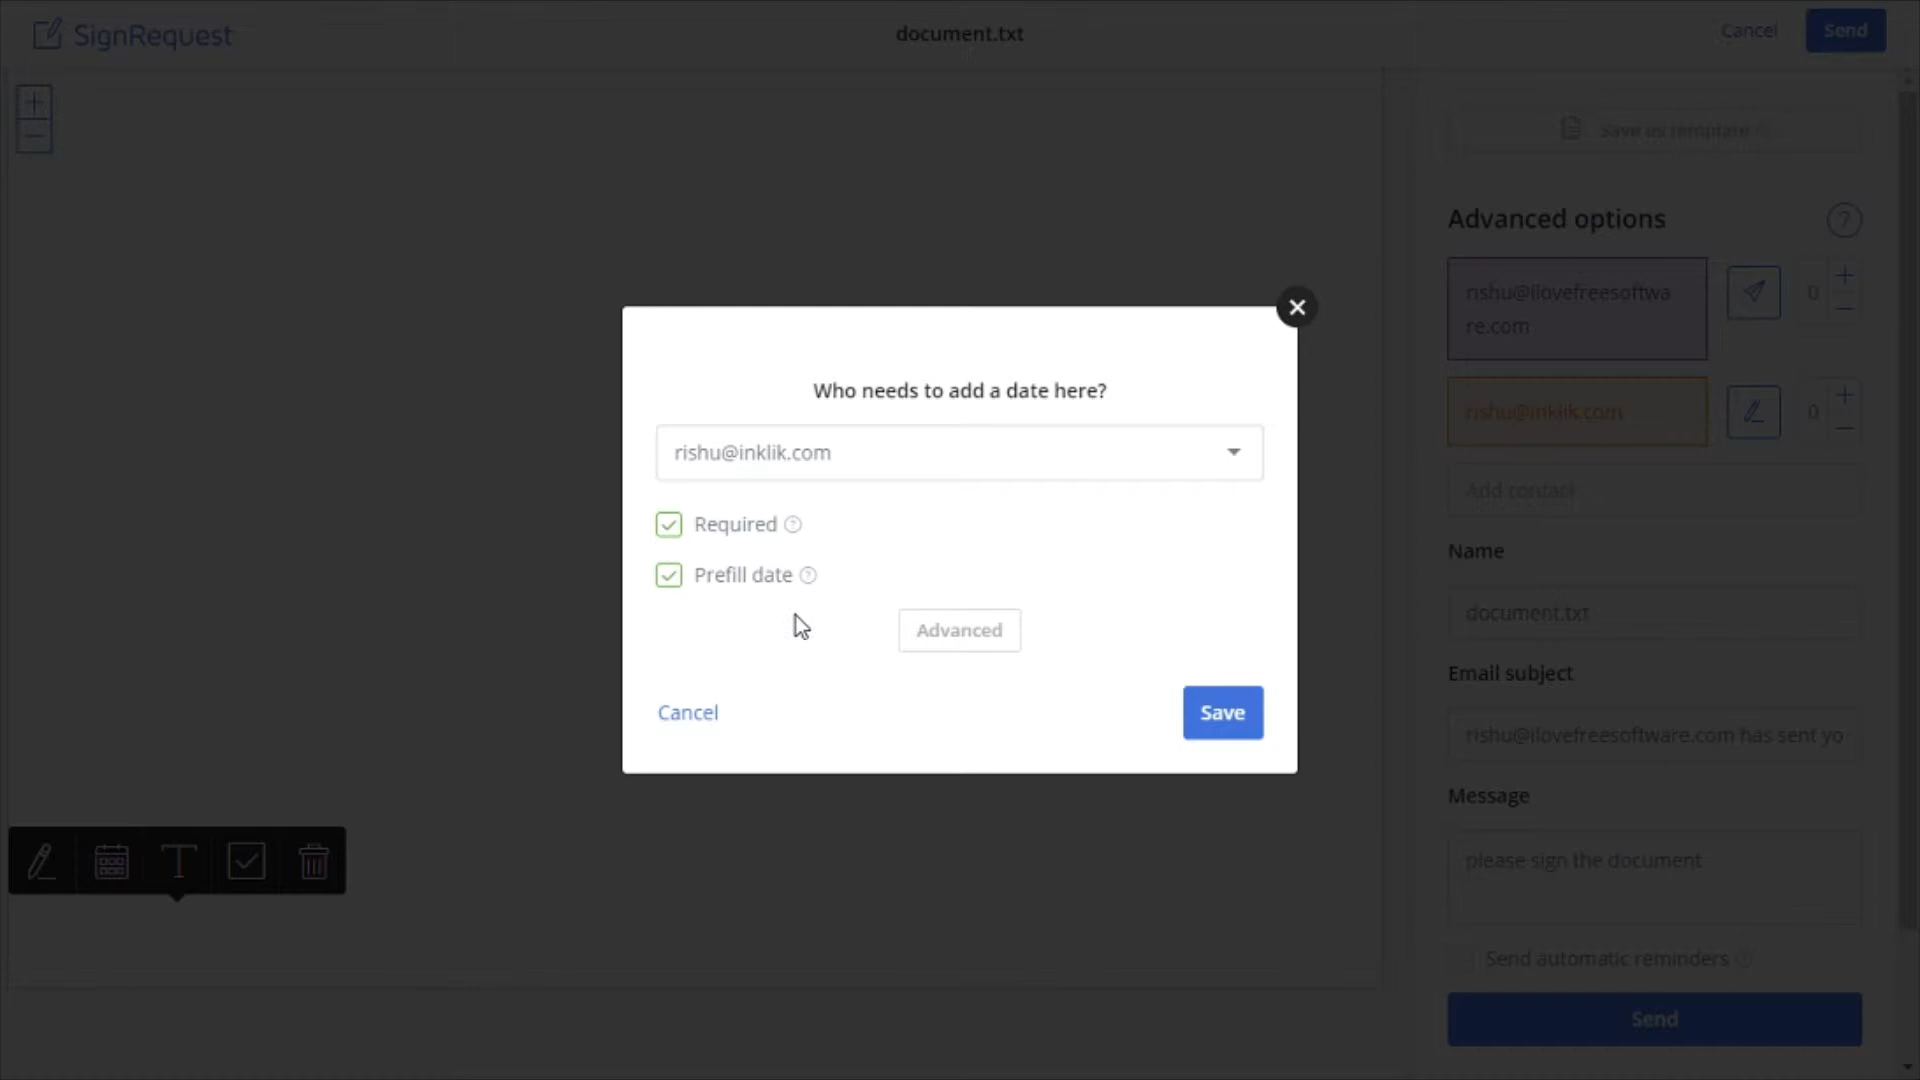 SignRequest
document.txt
Cancel
Send
+
−
Save as template
Advanced options
?
rishu@ilovefreesoftwa
re.com
0
+
−
rishu@inklik.com
0
+
−
Add contact
Name
document.txt
Email subject
rishu@ilovefreesoftware.com has sent yo
Message
please sign the document
Send automatic reminders ?
Send
Who needs to add a date here?
rishu@inklik.com
Required ?
Prefill date ?
Advanced
Cancel
Save
T